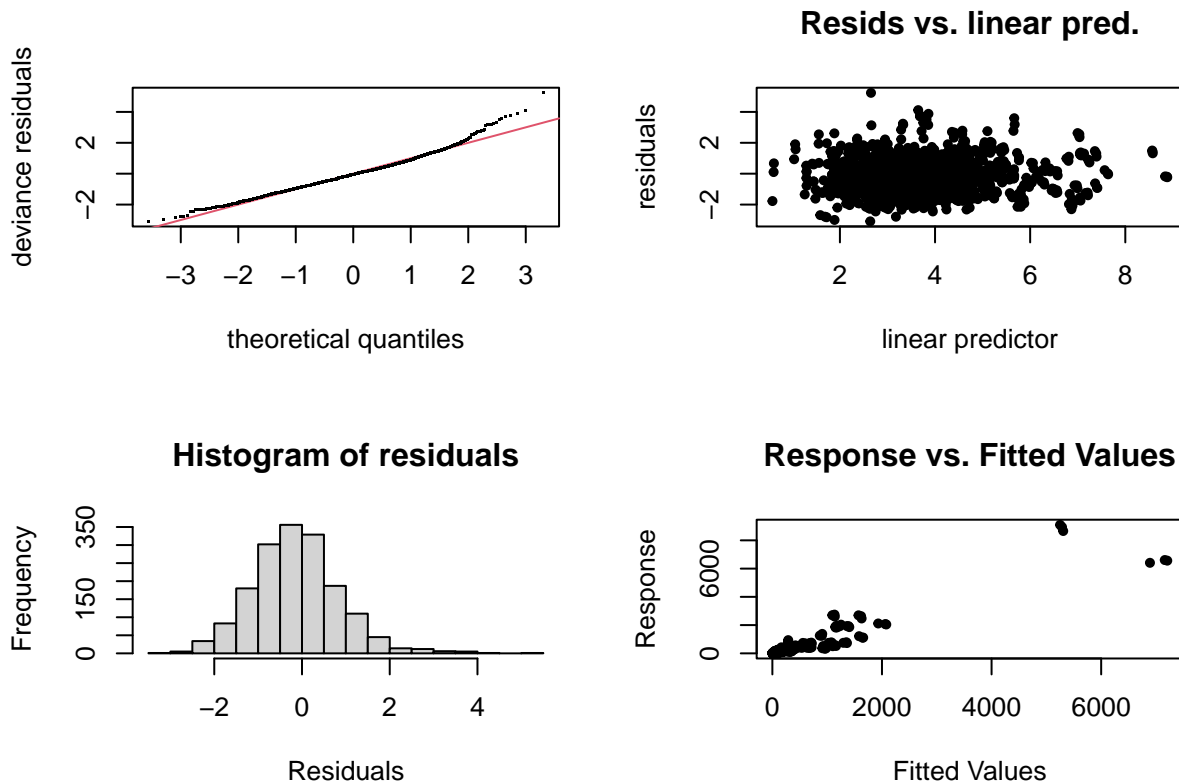 deviance residuals
−2
2
−3
−2
−1
0
1
2
3
theoretical quantiles
Resids vs. linear pred.
residuals
−2
2
2
4
6
8
linear predictor
Histogram of residuals
Frequency
0
150
350
−2
0
2
4
Residuals
Response vs. Fitted Values
Response
0
6000
0
2000
4000
6000
Fitted Values